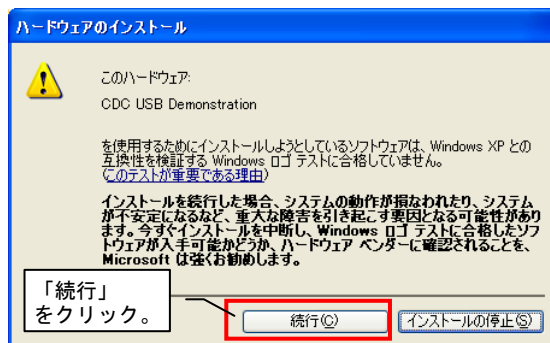 ハードウェアのインストール
このハードウェア:
CDC USB Demonstration
を使用するためにインストールしようとしているソフトウェアは、Windows XP との
互換性を検証する Windows ロゴ テストに合格していません。
(このテストが重要である理由)
インストールを続行した場合、システムの動作が損なわれたり、システム
が不安定になるなど、重大な障害を引き起こす要因となる可能性があり
ます。今すぐインストールを中断し、Windows ロゴ テストに合格したソフ
トウェアが入手可能かどうか、ハードウェア ベンダーに確認されることを、
Microsoft は強くお勧めします。
「続行」
をクリック。
続行(C)
インストールの停止(S)